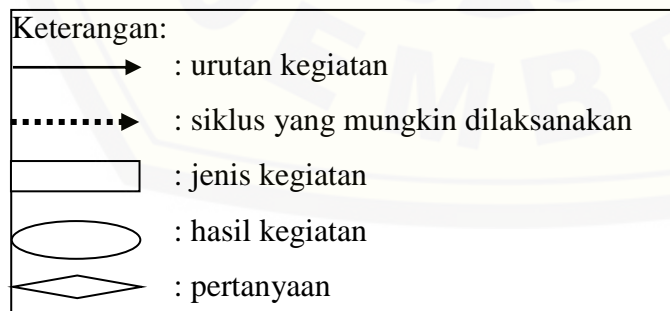 Keterangan:
: urutan kegiatan
: siklus yang mungkin dilaksanakan
: jenis kegiatan
: hasil kegiatan
: pertanyaan